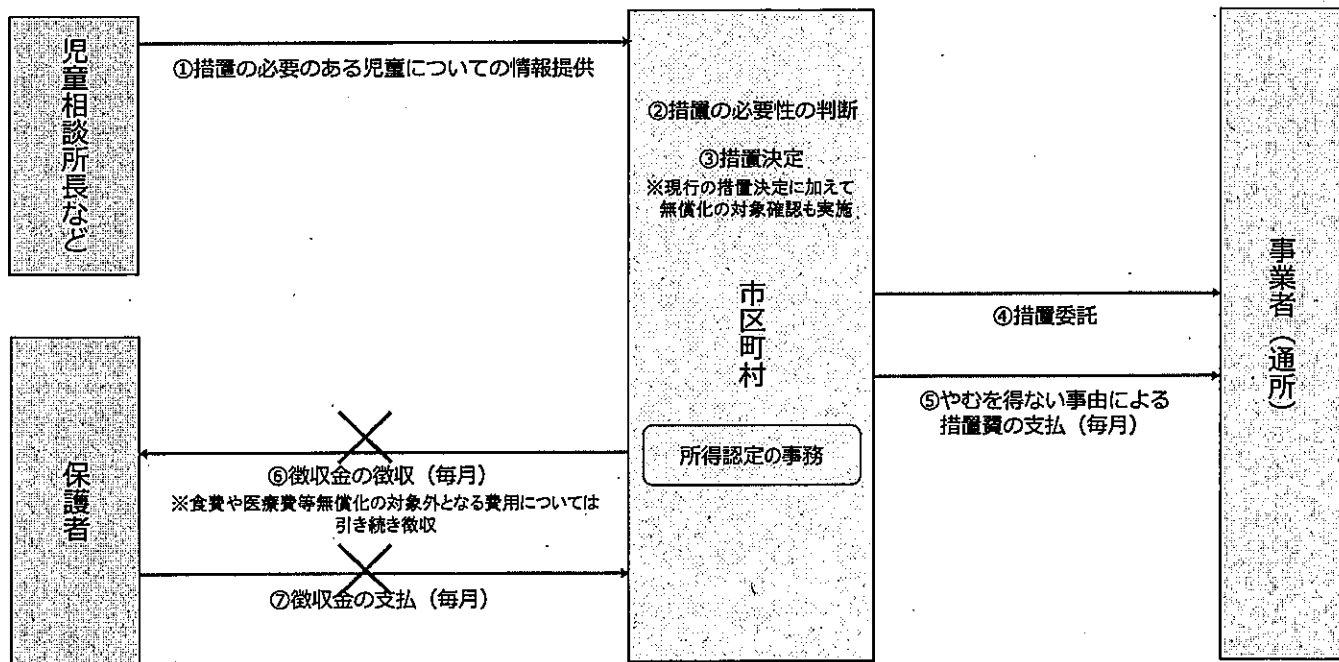 児童相談所長など
①措置の必要のある児童についての情報提供
②措置の必要性の判断
③措置決定
※現行の措置決定に加えて
無償化の対象確認も実施
市区町村
所得認定の事務
④措置委託
⑤やむを得ない事由による
措置費の支払（毎月）
事業者（通所）
保護者
⑥徴収金の徴収（毎月）
※食費や医療費等無償化の対象外となる費用については
引き続き徴収
⑦徴収金の支払（毎月）